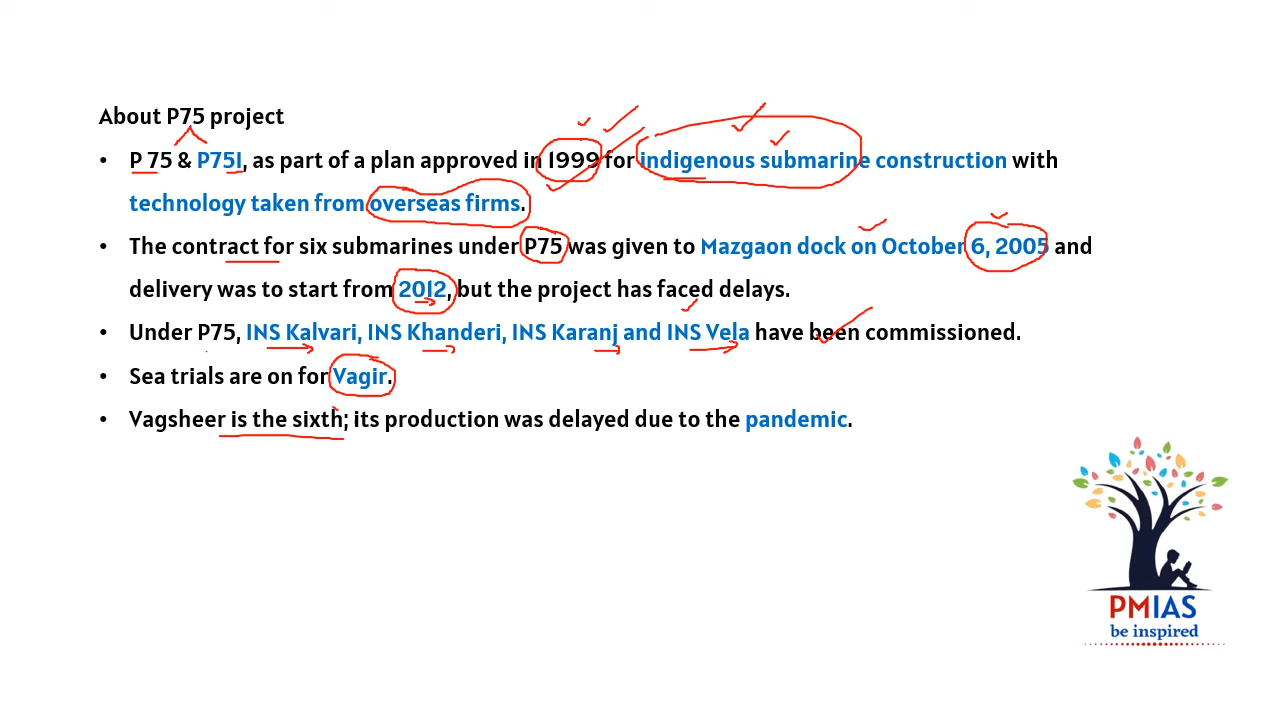 About P75 project
• P 75 & P75I, as part of a plan approved in 1999 for indigenous submarine construction with
technology taken from overseas firms.
• The contract for six submarines under P75 was given to Mazgaon dock on October 6, 2005 and
delivery was to start from 2012, but the project has faced delays.
• Under P75, INS Kalvari, INS Khanderi, INS Karanj and INS Vela have been commissioned.
• Sea trials are on for Vagir.
• Vagsheer is the sixth; its production was delayed due to the pandemic.
PMIAS
be inspired